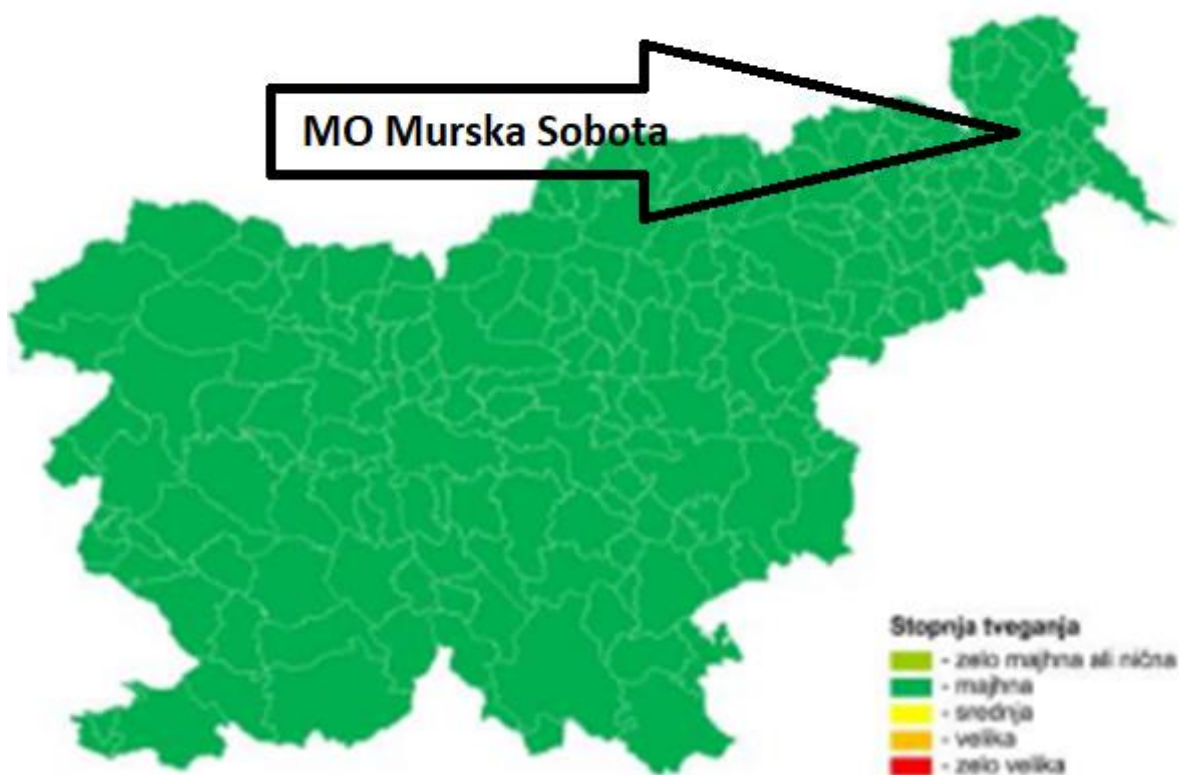 MO Murska Sobota
Stopnja tveganja
- zelo majhna ali nična
- majhna
- srednja
- velika
- zelo velika